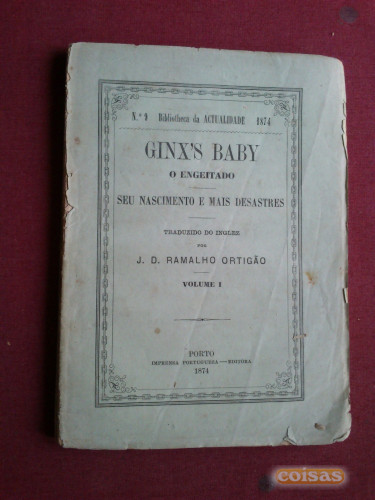 N.º 9 Bibliotheca da ACTUALIDADE 1874
GINX'S BABY
O ENGEITADO
SEU NASCIMENTO E MAIS DESASTRES
TRADUZIDO DO INGLEZ
POR
J. D. RAMALHO ORTIGÃO
VOLUME I
PORTO
IMPRENSA PORTUGUEZA—EDITORA
1874
coisas